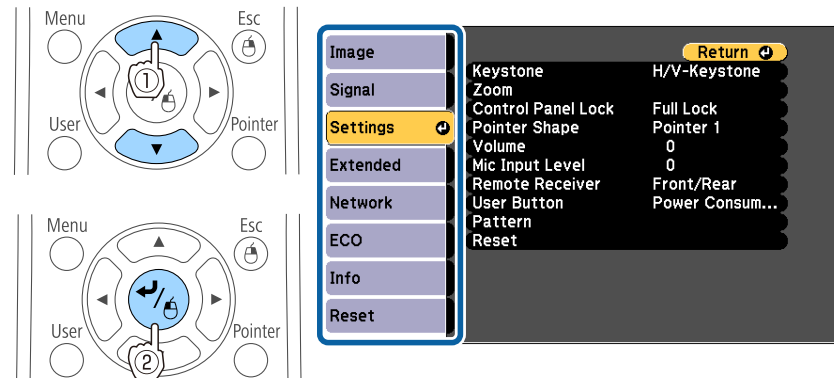 Menu
Esc
①
User
Pointer
Menu
Esc
User
Pointer
②
Image
Signal
Settings
Extended
Network
ECO
Info
Reset
Return
Keystone H/V-Keystone
Zoom
Control Panel Lock Full Lock
Pointer Shape Pointer 1
Volume 0
Mic Input Level 0
Remote Receiver Front/Rear
User Button Power Consum...
Pattern
Reset